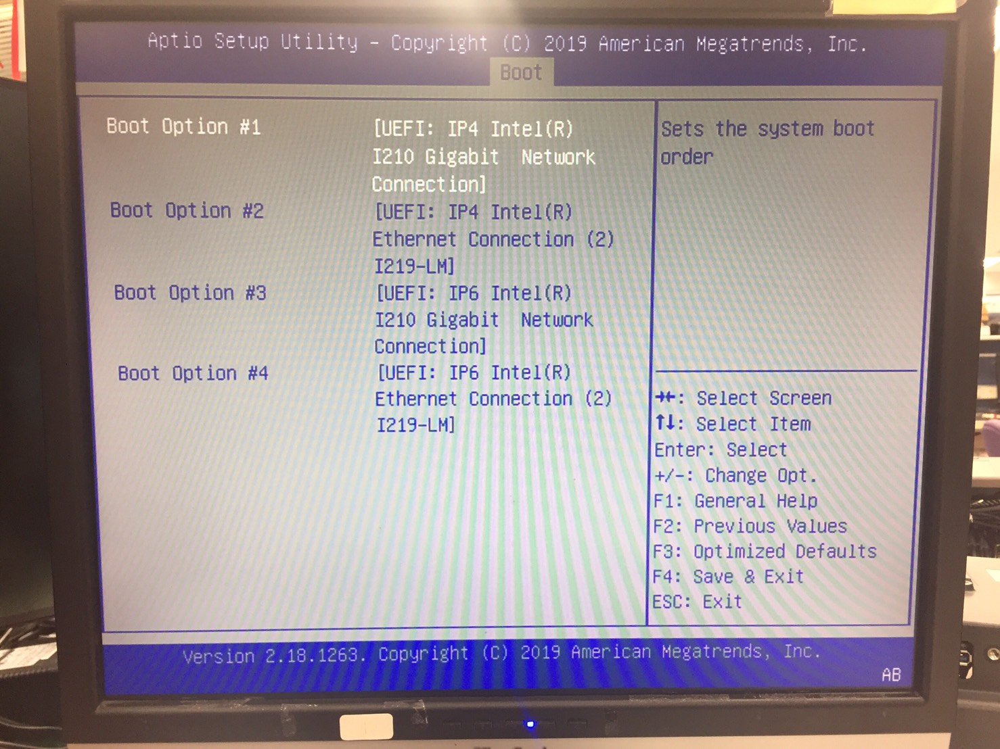 Aptio Setup Utility – Copyright (C) 2019 American Megatrends, Inc.
Boot
Boot Option #1 [UEFI: IP4 Intel(R)
I210 Gigabit  Network
Connection]
Boot Option #2 [UEFI: IP4 Intel(R)
Ethernet Connection (2)
I219-LM]
Boot Option #3 [UEFI: IP6 Intel(R)
I210 Gigabit  Network
Connection]
Boot Option #4 [UEFI: IP6 Intel(R)
Ethernet Connection (2)
I219-LM]
Sets the system boot
order
→←: Select Screen
↑↓: Select Item
Enter: Select
+/-: Change Opt.
F1: General Help
F2: Previous Values
F3: Optimized Defaults
F4: Save & Exit
ESC: Exit
Version 2.18.1263. Copyright (C) 2019 American Megatrends, Inc.
AB